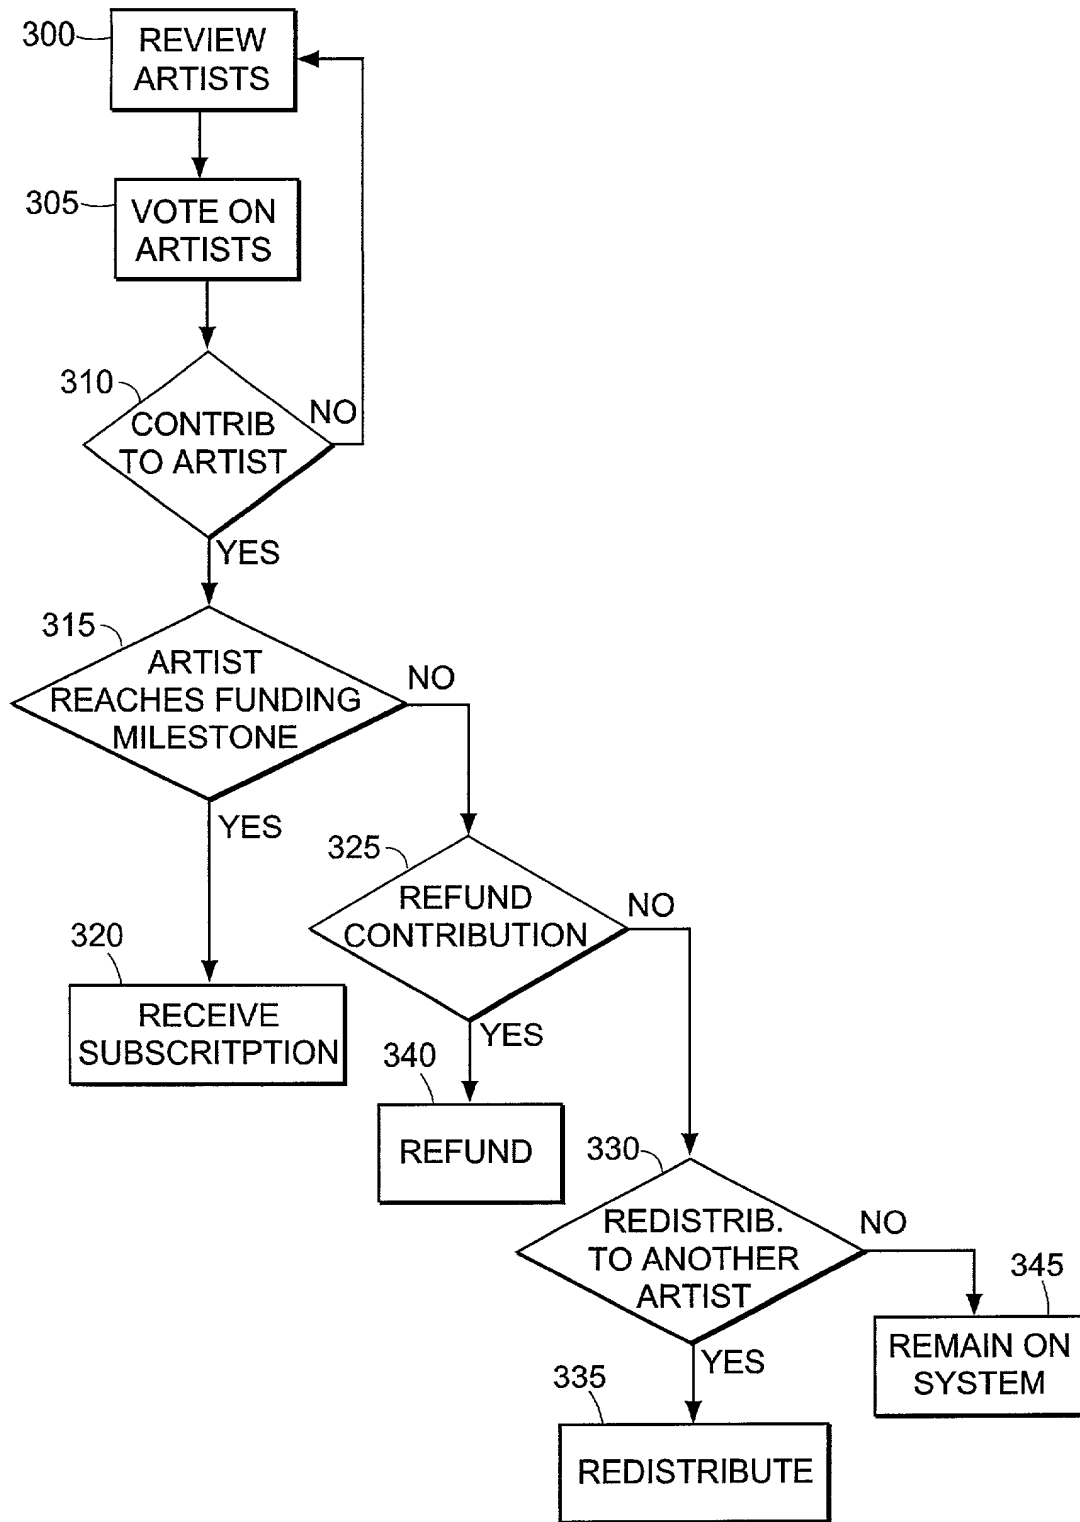 300
REVIEW
ARTISTS
305
VOTE ON
ARTISTS
310
CONTRIB
TO ARTIST
NO
YES
315
ARTIST
REACHES FUNDING
MILESTONE
NO
YES
320
RECEIVE
SUBSCRITPTION
325
REFUND
CONTRIBUTION
NO
YES
340
REFUND
330
REDISTRIB.
TO ANOTHER
ARTIST
NO
YES
345
REMAIN ON
SYSTEM
335
REDISTRIBUTE